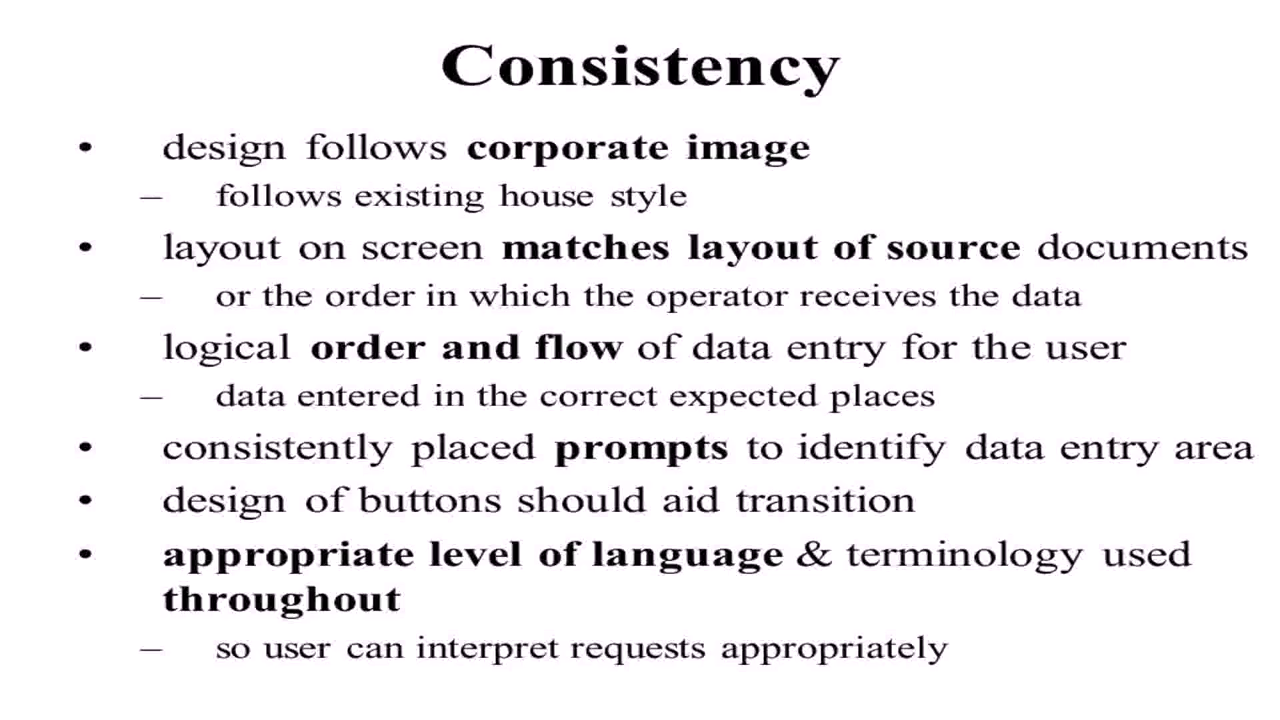 Consistency
• design follows corporate image
– follows existing house style
• layout on screen matches layout of source documents
– or the order in which the operator receives the data
• logical order and flow of data entry for the user
– data entered in the correct expected places
• consistently placed prompts to identify data entry area
• design of buttons should aid transition
• appropriate level of language & terminology used
throughout
– so user can interpret requests appropriately